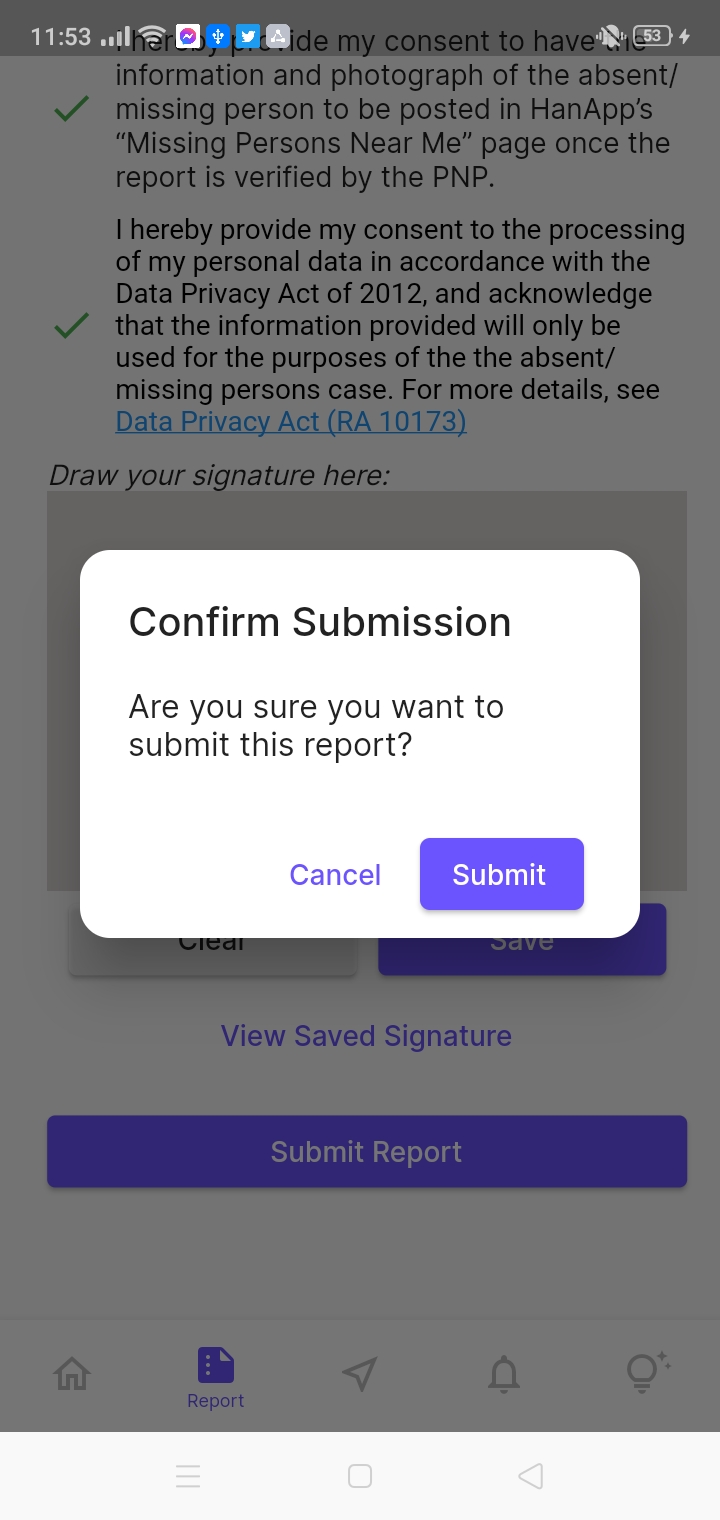 11:53
53
I hereby provide my consent to have the
information and photograph of the absent/
missing person to be posted in HanApp’s
“Missing Persons Near Me” page once the
report is verified by the PNP.
I hereby provide my consent to the processing
of my personal data in accordance with the
Data Privacy Act of 2012, and acknowledge
that the information provided will only be
used for the purposes of the the absent/
missing persons case. For more details, see
Data Privacy Act (RA 10173)
Draw your signature here:
Confirm Submission
Are you sure you want to
submit this report?
Cancel
Submit
Clear
Save
View Saved Signature
Submit Report
Report